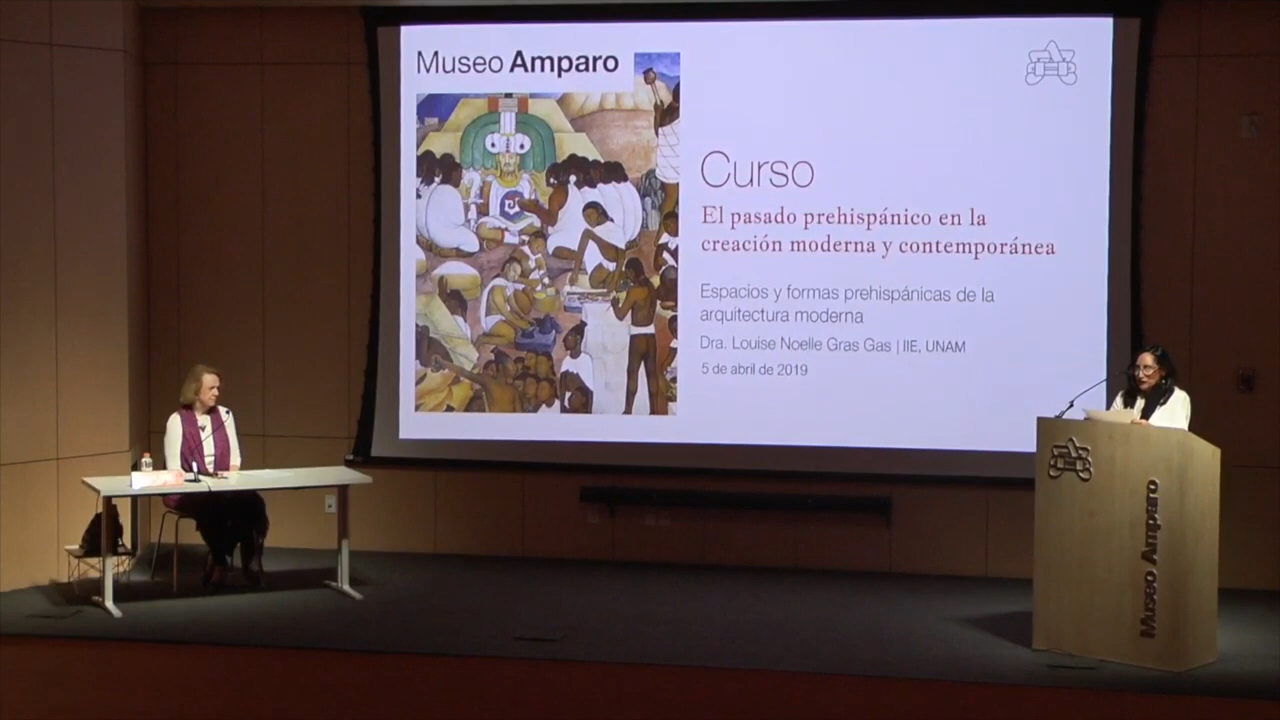 Museo Amparo
Curso
El pasado prehispánico en la
creación moderna y contemporánea
Espacios y formas prehispánicas de la
arquitectura moderna
Dra. Louise Noelle Gras Gas | IIE, UNAM
5 de abril de 2019
Museo Amparo